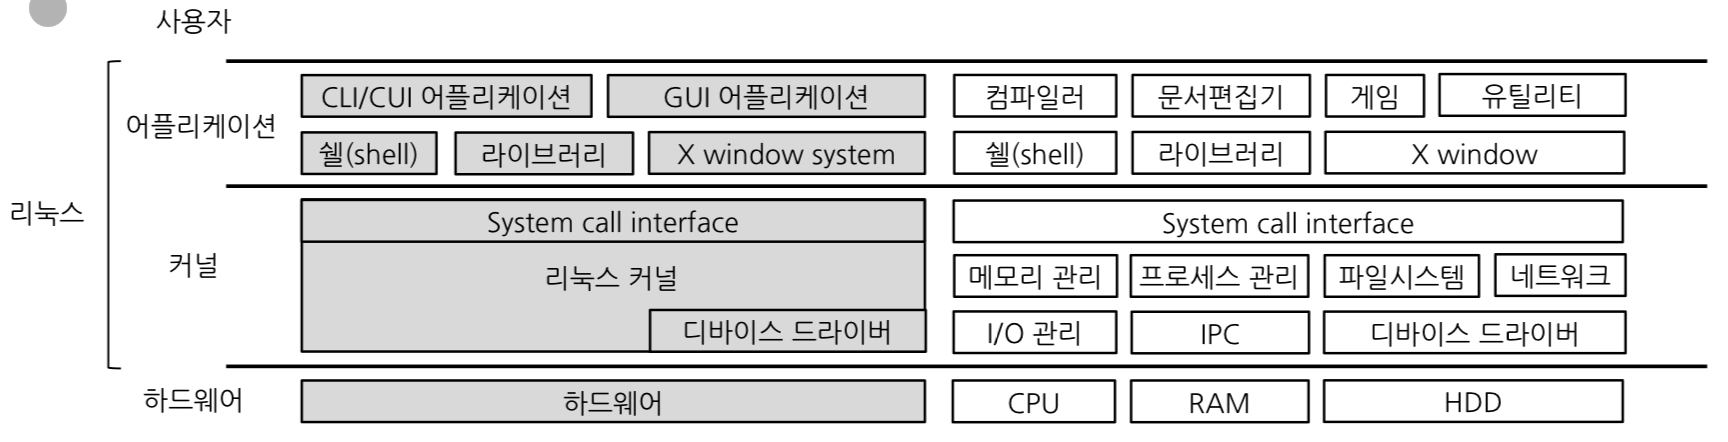 사용자
CLI/CUI 어플리케이션 GUI 어플리케이션 컴파일러 문서편집기 게임 유틸리티
어플리케이션
쉘(shell) 라이브러리 X window system 쉘(shell) 라이브러리 X window
리눅스
System call interface System call interface
커널
리눅스 커널 메모리 관리 프로세스 관리 파일시스템 네트워크
디바이스 드라이버 I/O 관리 IPC 디바이스 드라이버
하드웨어 하드웨어 CPU RAM HDD